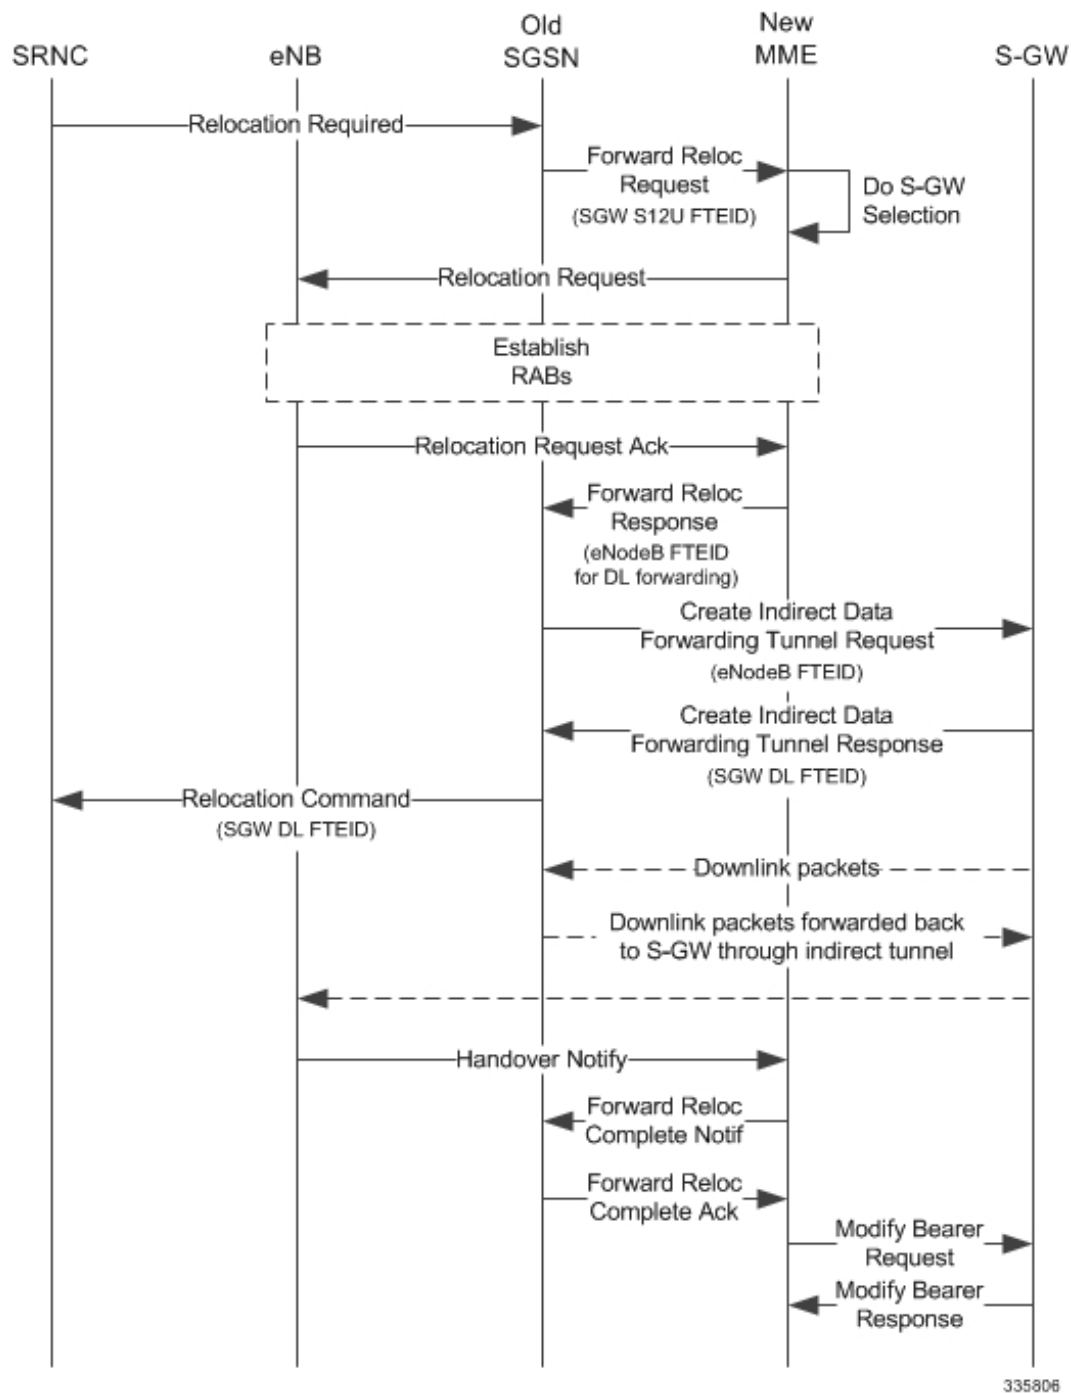 Old
New
SRNC
eNB
SGSN
MME
S-GW
Relocation Required
Forward Reloc
Request
(SGW S12U FTEID)
Do S-GW
Selection
Relocation Request
Establish
RABs
Relocation Request Ack
Forward Reloc
Response
(eNodeB FTEID
for DL forwarding)
Create Indirect Data
Forwarding Tunnel Request
(eNodeB FTEID)
Create Indirect Data
Forwarding Tunnel Response
(SGW DL FTEID)
Relocation Command
(SGW DL FTEID)
Downlink packets
Downlink packets forwarded back
to S-GW through indirect tunnel
Handover Notify
Forward Reloc
Complete Notif
Forward Reloc
Complete Ack
Modify Bearer
Request
Modify Bearer
Response
335806